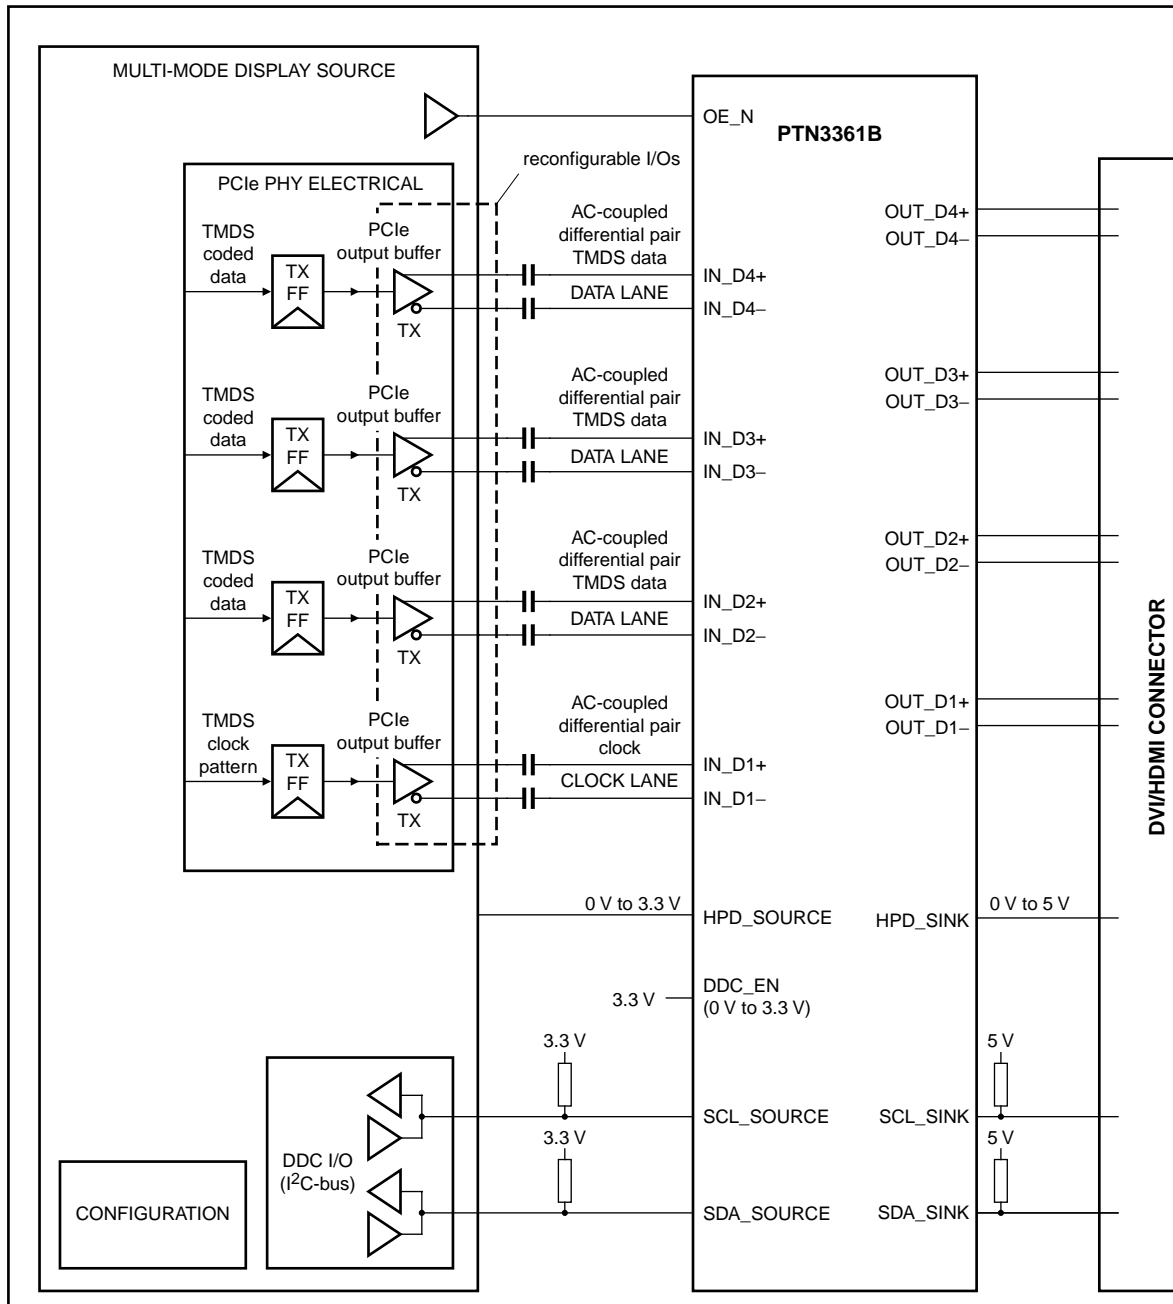 MULTI-MODE DISPLAY SOURCE
OE_N
PTN3361B
reconfigurable I/Os
PCIe PHY ELECTRICAL
TMDS
coded
data
TX
FF
PCIe
output buffer
TX
AC-coupled
differential pair
TMDS data
DATA LANE
IN_D4+
IN_D4−
OUT_D4+
OUT_D4−
TMDS
coded
data
TX
FF
PCIe
output buffer
TX
AC-coupled
differential pair
TMDS data
DATA LANE
IN_D3+
IN_D3−
OUT_D3+
OUT_D3−
TMDS
coded
data
TX
FF
PCIe
output buffer
TX
AC-coupled
differential pair
TMDS data
DATA LANE
IN_D2+
IN_D2−
OUT_D2+
OUT_D2−
TMDS
clock
pattern
TX
FF
PCIe
output buffer
TX
AC-coupled
differential pair
clock
CLOCK LANE
IN_D1+
IN_D1−
OUT_D1+
OUT_D1−
DVI/HDMI CONNECTOR
0 V to 3.3 V
HPD_SOURCE
HPD_SINK
0 V to 5 V
3.3 V
DDC_EN
(0 V to 3.3 V)
3.3 V
5 V
SCL_SOURCE
SCL_SINK
3.3 V
5 V
DDC I/O
(I²C-bus)
SDA_SOURCE
SDA_SINK
CONFIGURATION